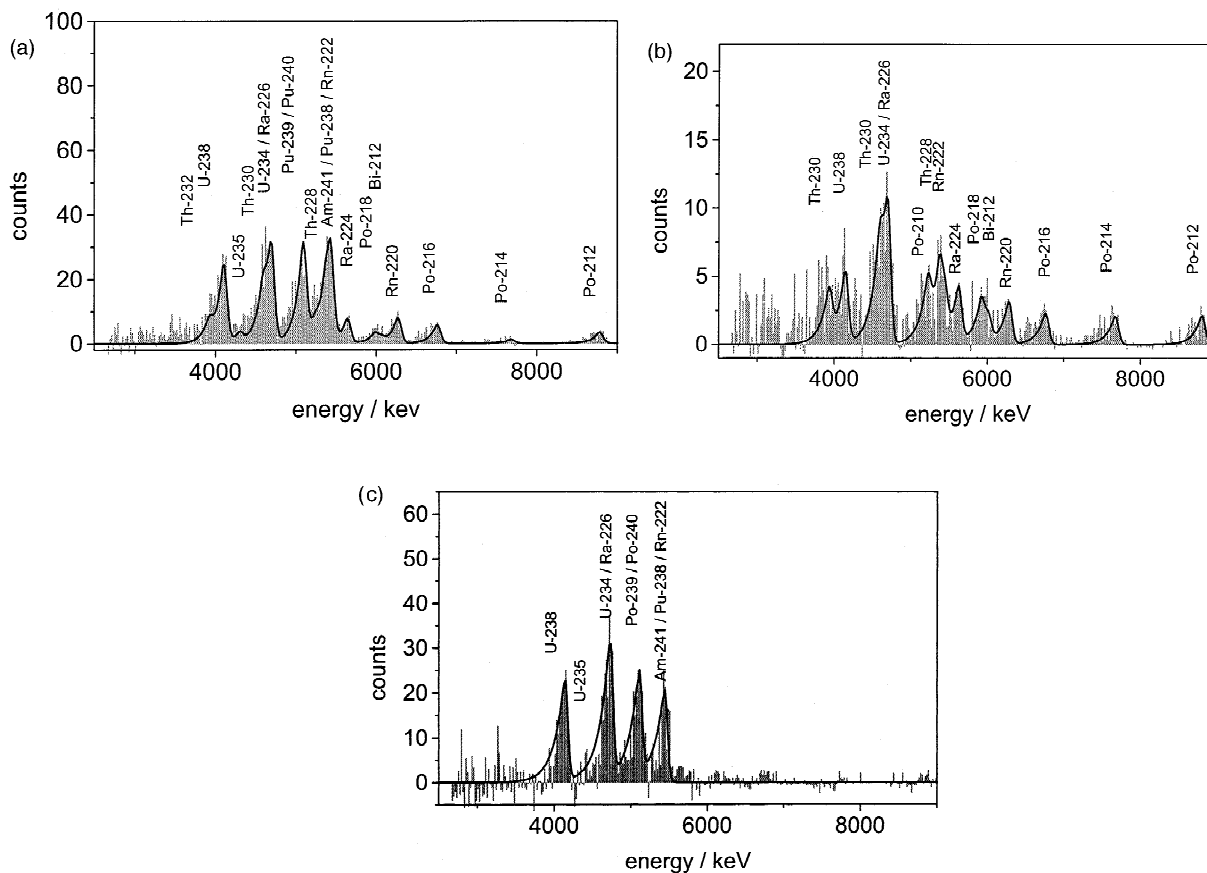 (a)
100
80
60
40
20
0
counts
Th-232
U-238
U-235
Th-230
U-234 / Ra-226
Pu-239 / Pu-240
Th-228
Am-241 / Pu-238 / Rn-222
Ra-224
Po-218
Bi-212
Rn-220
Po-216
Po-214
Po-212
4000
6000
8000
energy / kev
(b)
20
15
10
5
0
counts
Th-230
U-238
Th-230
U-234 / Ra-226
Po-210
Th-228
Rn-222
Ra-224
Po-218
Bi-212
Rn-220
Po-216
Po-214
Po-212
4000
6000
8000
energy / keV
(c)
60
50
40
30
20
10
0
counts
U-238
U-235
U-234 / Ra-226
Po-239 / Po-240
Am-241 / Pu-238 / Rn-222
4000
6000
8000
energy / keV